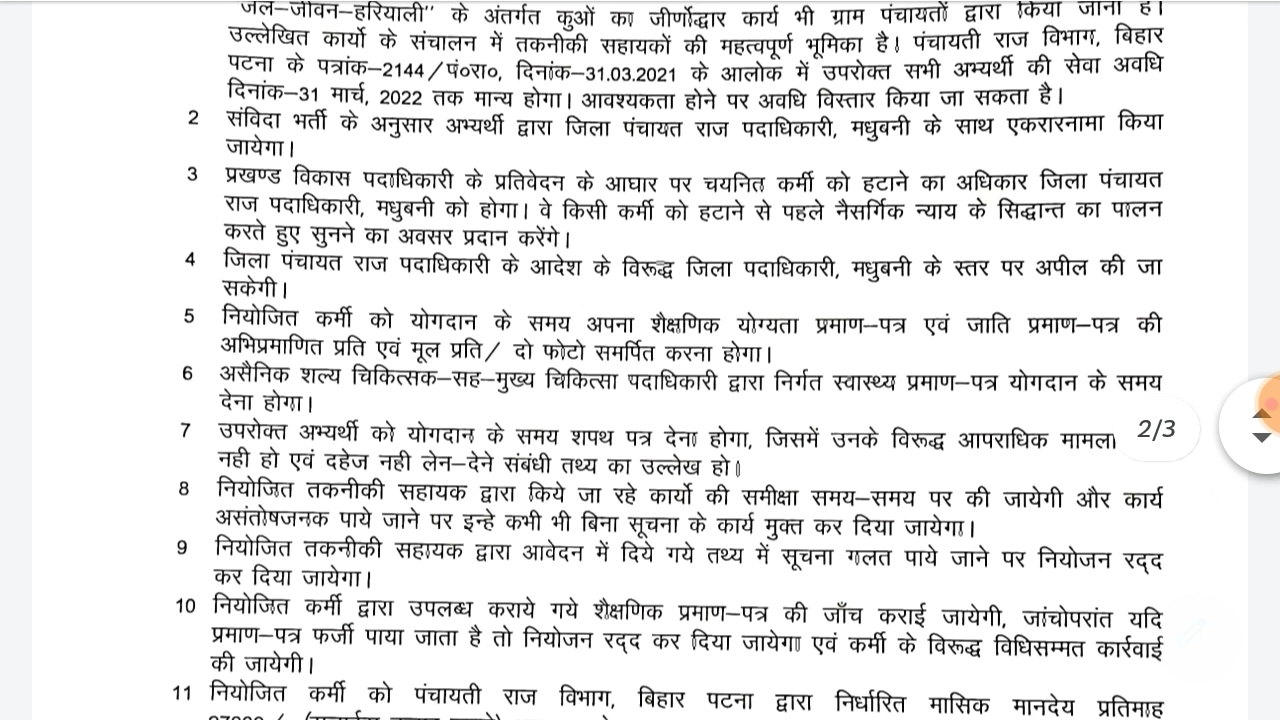 जल–जीवन–हरियाली" के अंतर्गत कुओं का जीर्णोद्धार कार्य भी ग्राम पंचायतों द्वारा किया जाना है।
उल्लेखित कार्यो के संचालन में तकनीकी सहायकों की महत्वपूर्ण भूमिका है। पंचायती राज विभाग, बिहार
पटना के पत्रांक–2144/पं०रा०, दिनांक–31.03.2021 के आलोक में उपरोक्त सभी अभ्यर्थी की सेवा अवधि
दिनांक–31 मार्च, 2022 तक मान्य होगा। आवश्यकता होने पर अवधि विस्तार किया जा सकता है।
2 संविदा भर्ती के अनुसार अभ्यर्थी द्वारा जिला पंचायत राज पदाधिकारी, मधुबनी के साथ एकरारनामा किया
जायेगा।
3 प्रखण्ड विकास पदाधिकारी के प्रतिवेदन के आघार पर चयनित कर्मी को हटाने का अधिकार जिला पंचायत
राज पदाधिकारी, मधुबनी को होगा। वे किसी कर्मी को हटाने से पहले नैसर्गिक न्याय के सिद्धान्त का पालन
करते हुए सुनने का अवसर प्रदान करेंगे।
4 जिला पंचायत राज पदाधिकारी के आदेश के विरूद्ध जिला पदाधिकारी, मधुबनी के स्तर पर अपील की जा
सकेगी।
5 नियोजित कर्मी को योगदान के समय अपना शैक्षणिक योग्यता प्रमाण–पत्र एवं जाति प्रमाण–पत्र की
अभिप्रमाणित प्रति एवं मूल प्रति/ दो फोटो समर्पित करना होगा।
6 असैनिक शल्य चिकित्सक–सह–मुख्य चिकित्सा पदाधिकारी द्वारा निर्गत स्वास्थ्य प्रमाण–पत्र योगदान के समय
देना होगा।
7 उपरोक्त अभ्यर्थी को योगदान के समय शपथ पत्र देना होगा, जिसमें उनके विरूद्ध आपराधिक मामला 2/3
नही हो एवं दहेज नही लेन–देने संबंधी तथ्य का उल्लेख हो।
8 नियोजित तकनीकी सहायक द्वारा किये जा रहे कार्यो की समीक्षा समय–समय पर की जायेगी और कार्य
असंतोषजनक पाये जाने पर इन्हे कभी भी बिना सूचना के कार्य मुक्त कर दिया जायेगा।
9 नियोजित तकनीकी सहायक द्वारा आवेदन में दिये गये तथ्य में सूचना गलत पाये जाने पर नियोजन रद्द
कर दिया जायेगा।
10 नियोजित कर्मी द्वारा उपलब्ध कराये गये शैक्षणिक प्रमाण–पत्र की जाँच कराई जायेगी, जांचोपरांत यदि
प्रमाण–पत्र फर्जी पाया जाता है तो नियोजन रद्द कर दिया जायेगा एवं कर्मी के विरूद्ध विधिसम्मत कार्रवाई
की जायेगी।
11 नियोजित कर्मी को पंचायती राज विभाग, बिहार पटना द्वारा निर्धारित मासिक मानदेय प्रतिमाह